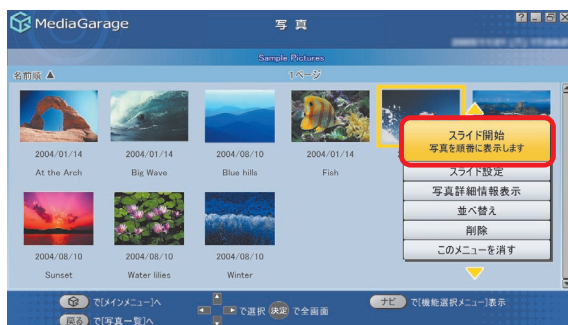 MediaGarage
写真
Sample Pictures
名前順 ▲
1ページ
2004/01/14
At the Arch
2004/01/14
Big Wave
2004/08/10
Blue hills
2004/01/14
Fish
スライド開始
写真を順番に表示します
スライド設定
写真詳細情報表示
並べ替え
削除
このメニューを消す
2004/08/10
Sunset
2004/08/10
Water lilies
2004/08/10
Winter
で[メインメニュー]へ
戻る で[写真一覧]へ
で選択 決定 で全画面
ナビ で[機能選択メニュー]表示